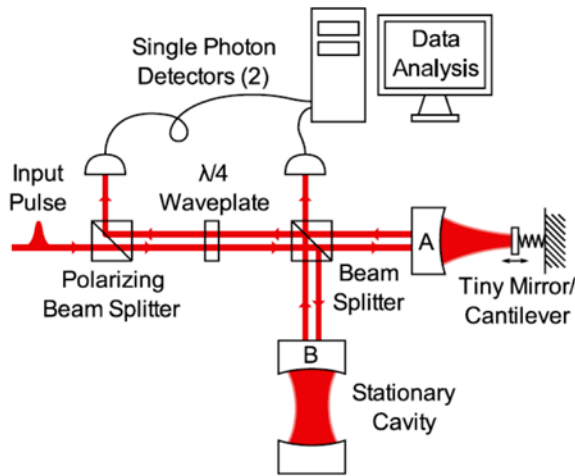 Single Photon
Detectors (2)
Data
Analysis
Input
Pulse
λ/4
Waveplate
A
Polarizing
Beam Splitter
Beam
Splitter
Tiny Mirror/
Cantilever
B
Stationary
Cavity